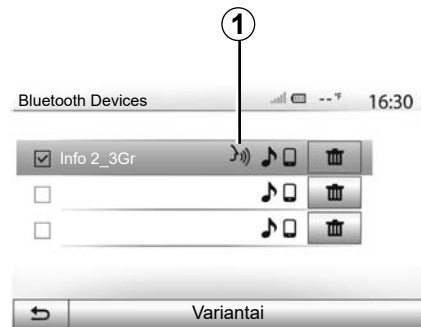 1
Bluetooth Devices --°F 16:30
Info 2_3Gr
Variantai